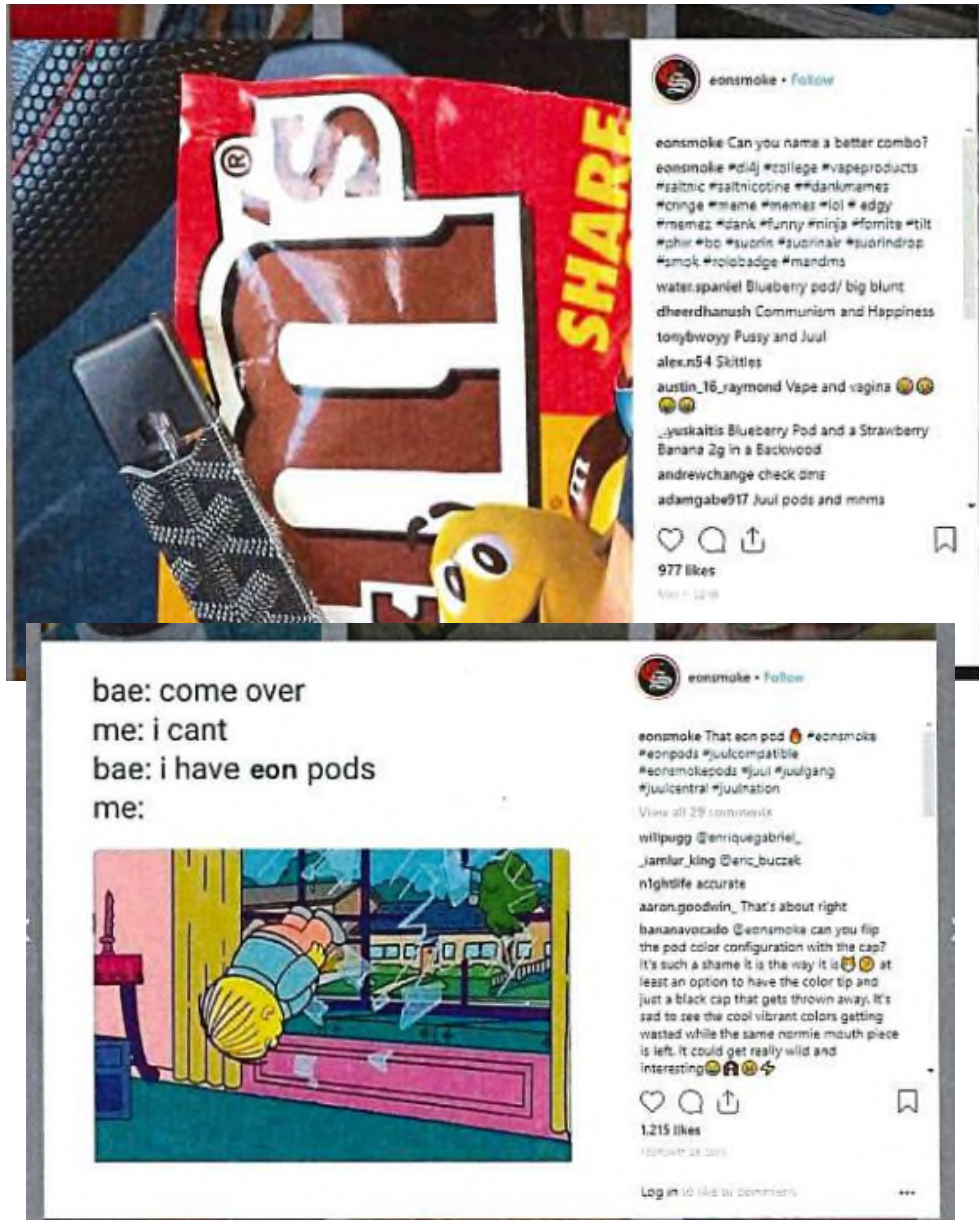 ®
's
m
SHARE
m
eonsmoke • Follow
eonsmoke Can you name a better combo?
eonsmoke #di4j #college #vapeproducts
#saltnic #saltnicotine ##dankmemes
#cringe #meme #memes #lol # edgy
#memez #dank #funny #ninja #fornite #tilt
#phix #bo #suorin #suorinair #suorindrop
#smok #rolobadge #mandms
water.spaniel Blueberry pod/ big blunt
dheerdhanush Communism and Happiness
tonybwoyy Pussy and Juul
alex.n54 Skittles
austin_16_raymond Vape and vagina
_.yuskaitis Blueberry Pod and a Strawberry
Banana 2g in a Backwood
andrewchange check dms
adamgabe917 Juul pods and mnms
977 likes
bae: come over
me: i cant
bae: i have eon pods
me:
eonsmoke • Follow
eonsmoke That eon pod 🔥 #eonsmoke
#eonpods #juulcompatible
#eonsmokepods #juul #juulgang
#juulcentral #juulnation
View all 29 comments
willpugg @enriquegabriel_
_iamlur_king @eric_buczek
n1ghtlife accurate
aaron.goodwin_ That's about right
bananavocado @eonsmoke can you flip
the pod color configuration with the cap?
It's such a shame it is the way it is at
least an option to have the color tip and
just a black cap that gets thrown away. It's
sad to see the cool vibrant colors getting
wasted while the same normie mouth piece
is left. It could get really wild and
interesting
1,215 likes
Log in to like or comment.